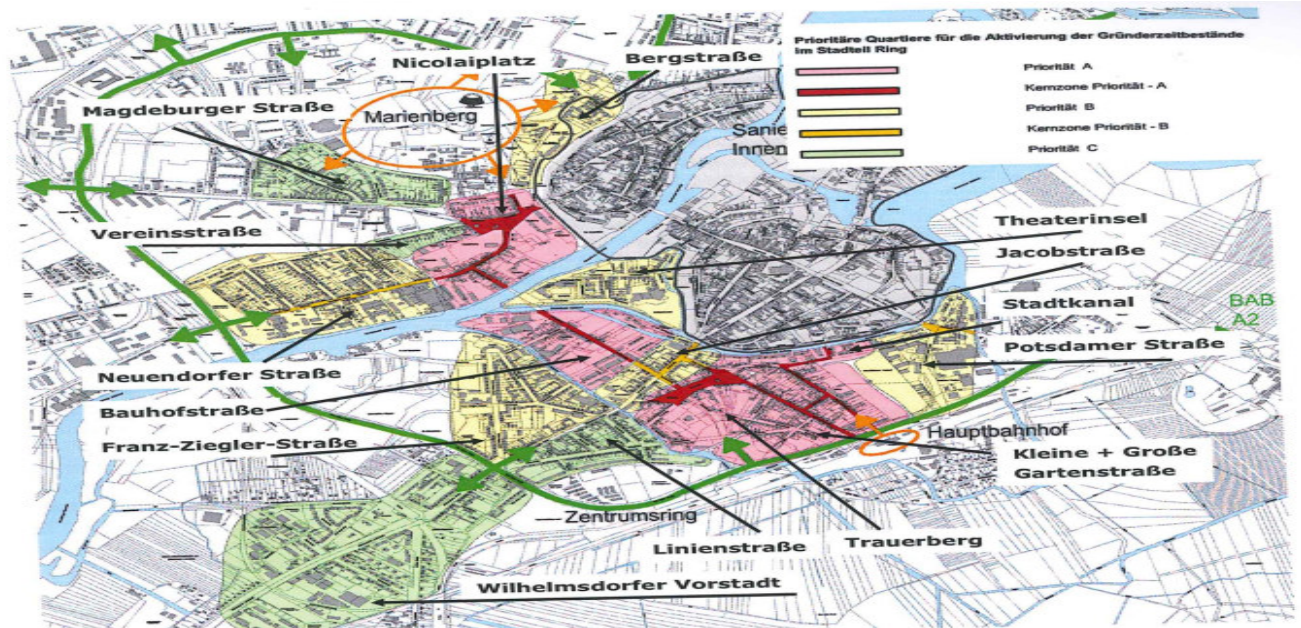 Prioritäre Quartiere für die Aktivierung der Gründerzeitbestände
im Stadtteil Ring
Priorität A
Kernzone Priorität - A
Priorität B
Kernzone Priorität - B
Priorität C
Nicolaiplatz
Bergstraße
Magdeburger Straße
Marienberg
Sanie
Innen
Vereinsstraße
Theaterinsel
Jacobstraße
Stadtkanal
BAB
A2
Potsdamer Straße
Neuendorfer Straße
Bauhofstraße
Franz-Ziegler-Straße
Hauptbahnhof
Kleine + Große
Gartenstraße
Zentrumsring
Linienstraße
Trauerberg
Wilhelmsdorfer Vorstadt